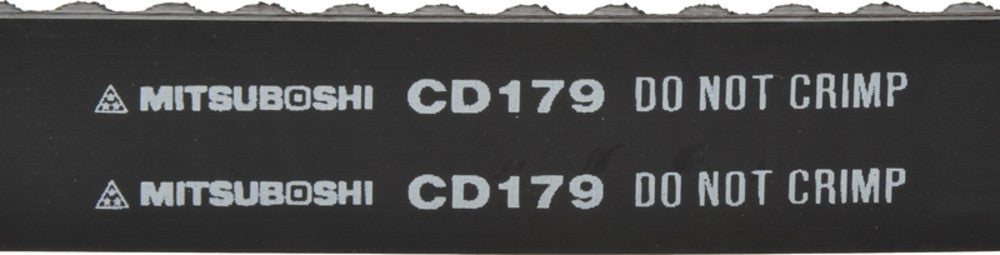 MITSUBOSHI CD179 DO NOT CRIMP
MITSUBOSHI CD179 DO NOT CRIMP